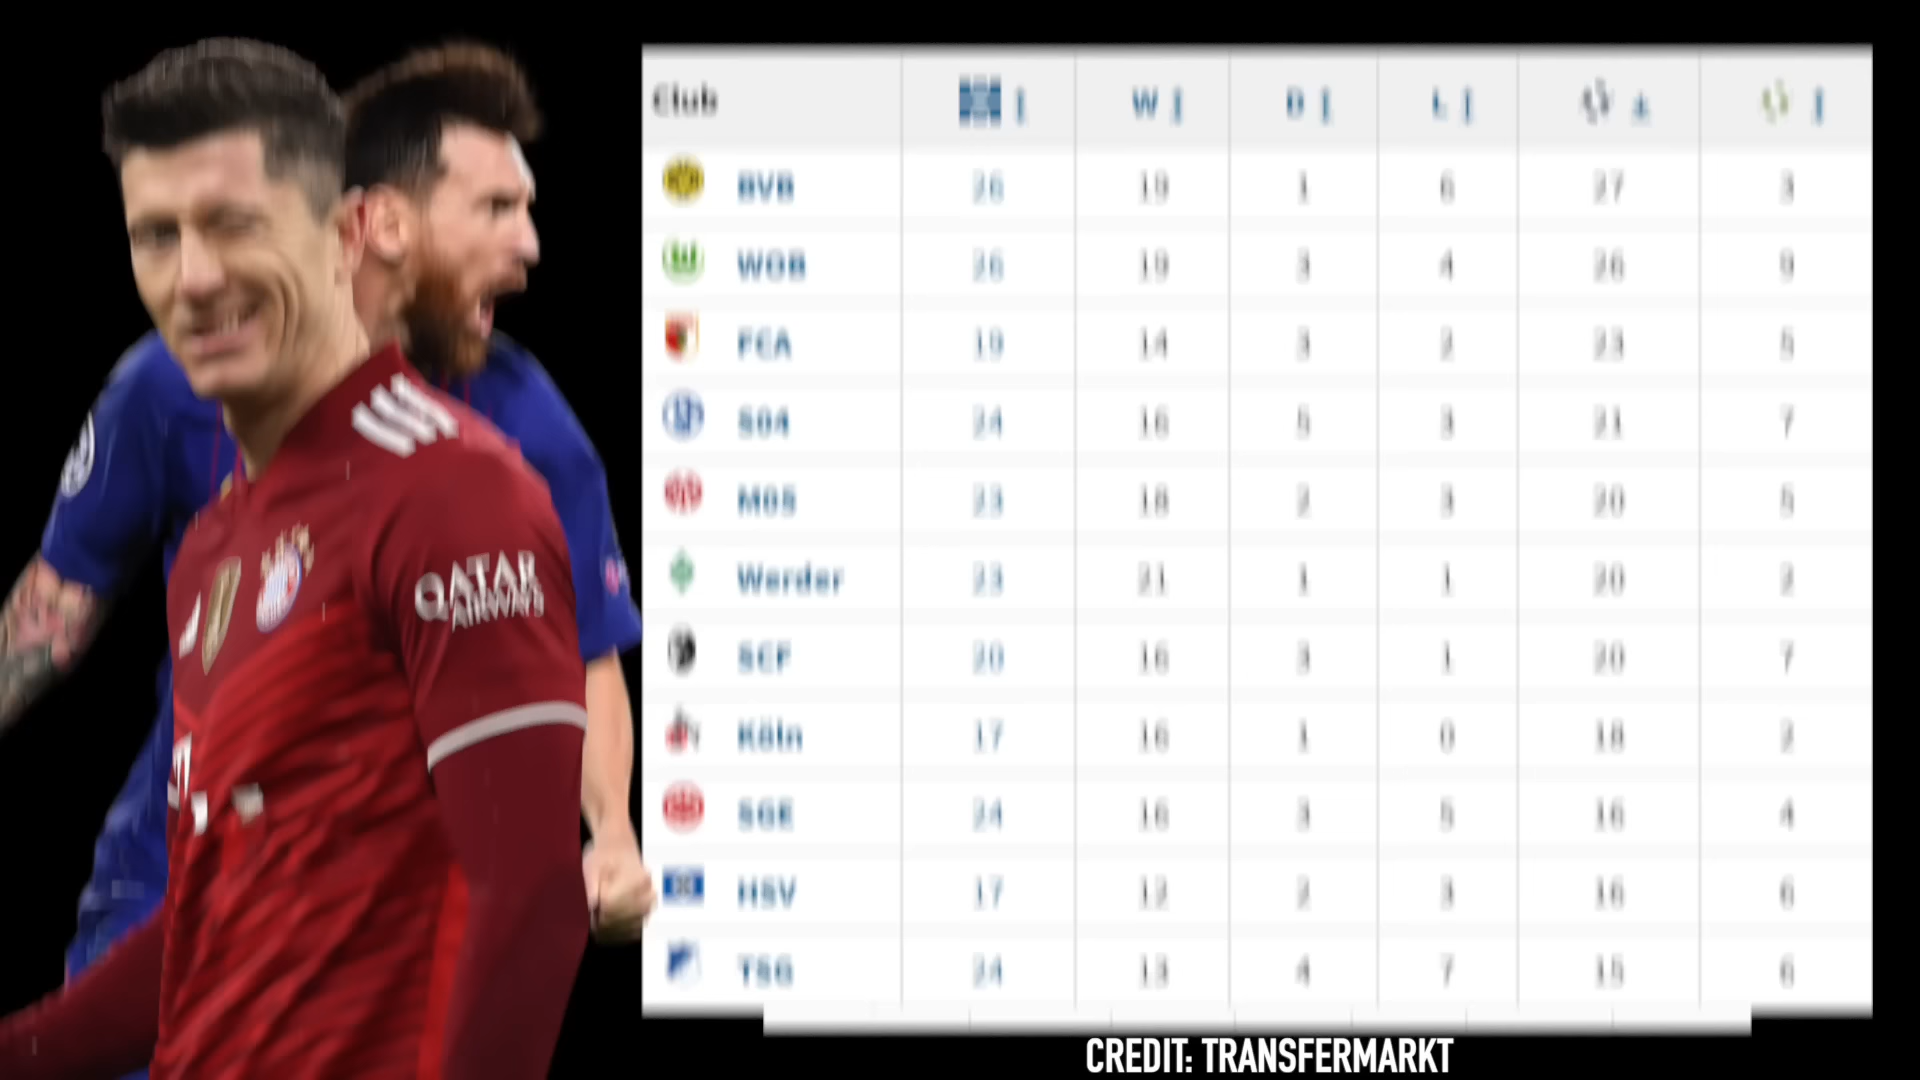 Club W D L
BVB 26 19 1 6 27 3
WOB 26 19 3 4 26 9
FCA 19 14 3 2 23 5
S04 24 16 5 3 21 7
M05 23 18 2 3 20 5
Werder 23 21 1 1 20 2
SCF 20 16 3 1 20 7
Köln 17 16 1 0 18 2
SGE 24 16 3 5 16 4
HSV 17 12 2 3 16 6
TSG 24 13 4 7 15 6
QATAR
AIRWAYS
CREDIT: TRANSFERMARKT